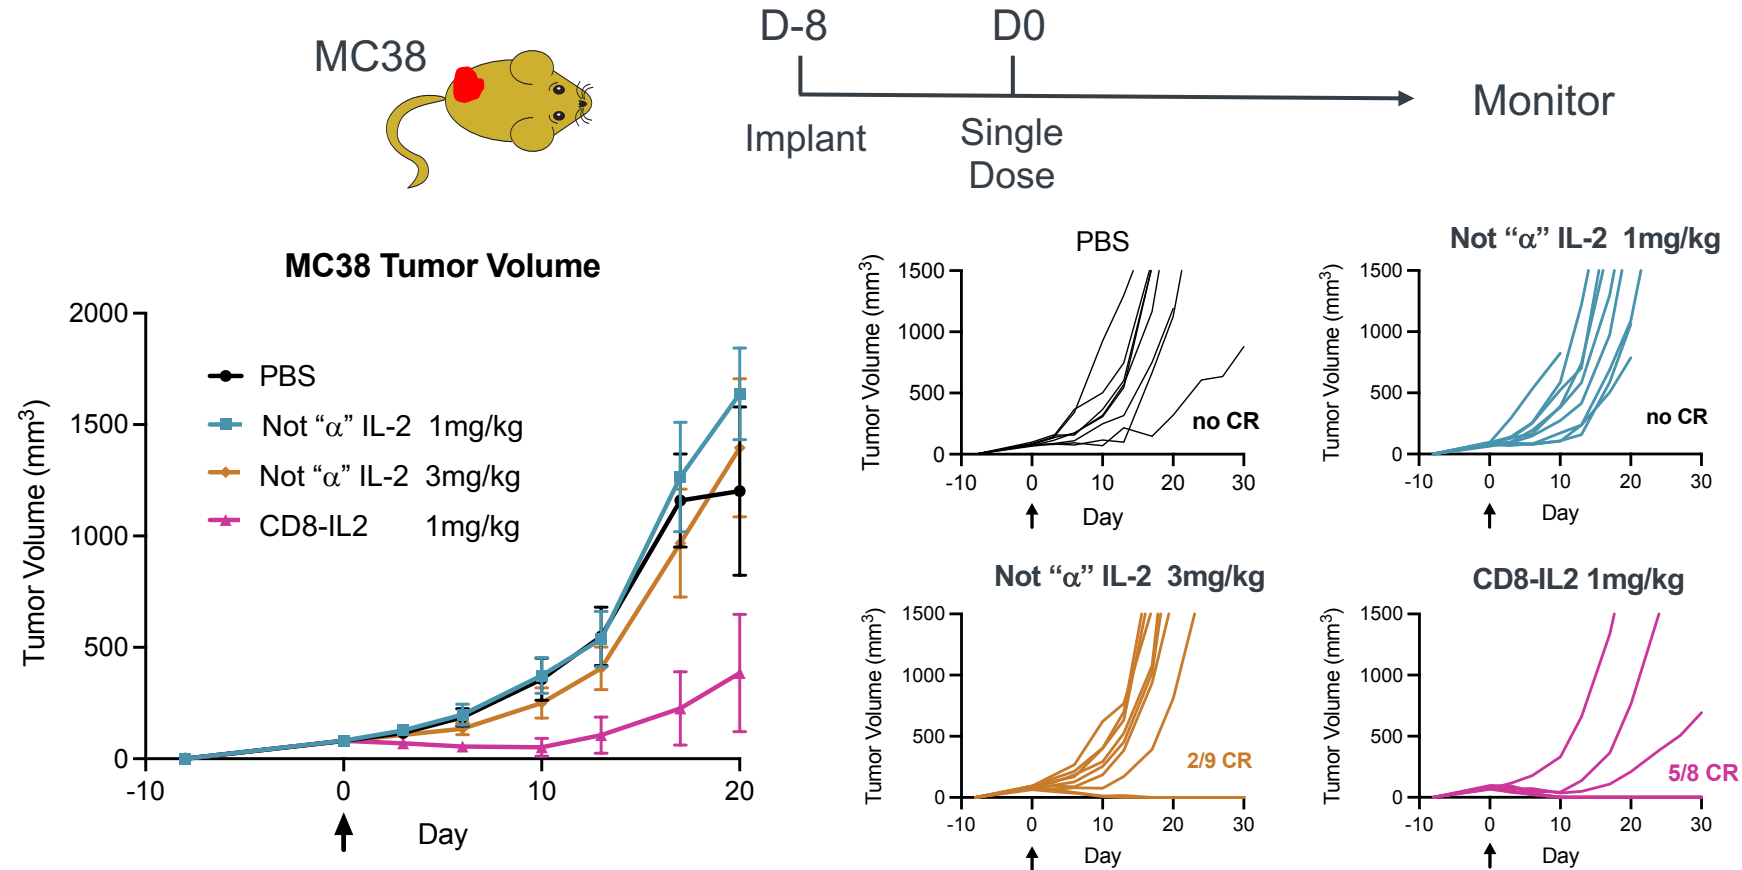 MC38
D-8
D0
Implant
Single
Dose
Monitor
MC38 Tumor Volume
Tumor Volume (mm³)
2000
1500
1000
500
0
-10
0
10
20
Day
PBS
Not “α” IL-2 1mg/kg
Not “α” IL-2 3mg/kg
CD8-IL2 1mg/kg
PBS
Tumor Volume (mm³)
1500
1000
500
0
-10
0
10
20
30
Day
no CR
Not “α” IL-2 1mg/kg
Tumor Volume (mm³)
1500
1000
500
0
-10
0
10
20
30
Day
no CR
Not “α” IL-2 3mg/kg
Tumor Volume (mm³)
1500
1000
500
0
-10
0
10
20
30
Day
2/9 CR
CD8-IL2 1mg/kg
Tumor Volume (mm³)
1500
1000
500
0
-10
0
10
20
30
Day
5/8 CR